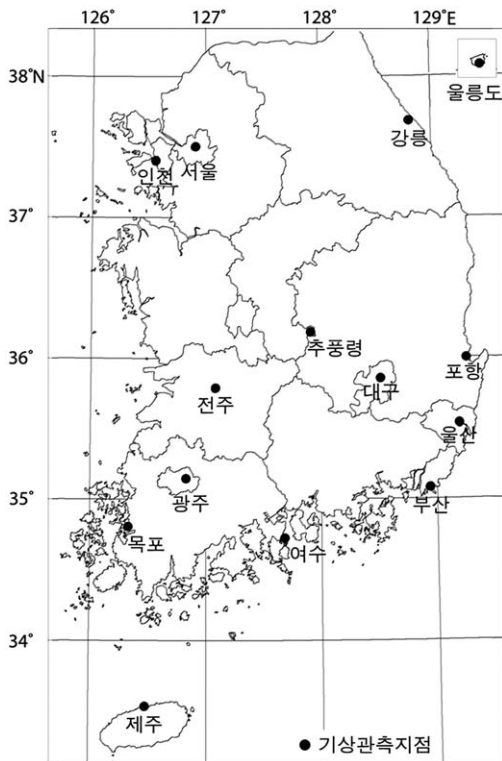 126° 127° 128° 129°E
38°N
울릉도
강릉
인천 서울
37°
추풍령
36°
포항
대구
전주
울산
광주
35°
부산
목포
여수
34°
제주
기상관측지점